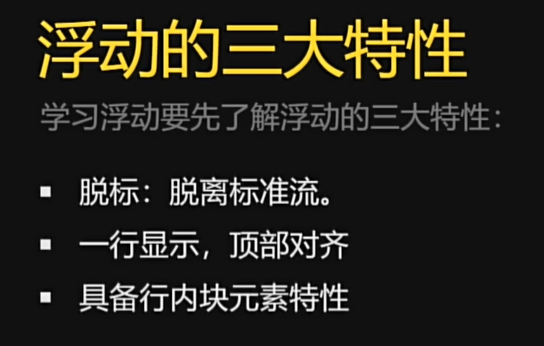 浮动的三大特性
学习浮动要先了解浮动的三大特性：
▪ 脱标：脱离标准流。
▪ 一行显示，顶部对齐
▪ 具备行内块元素特性